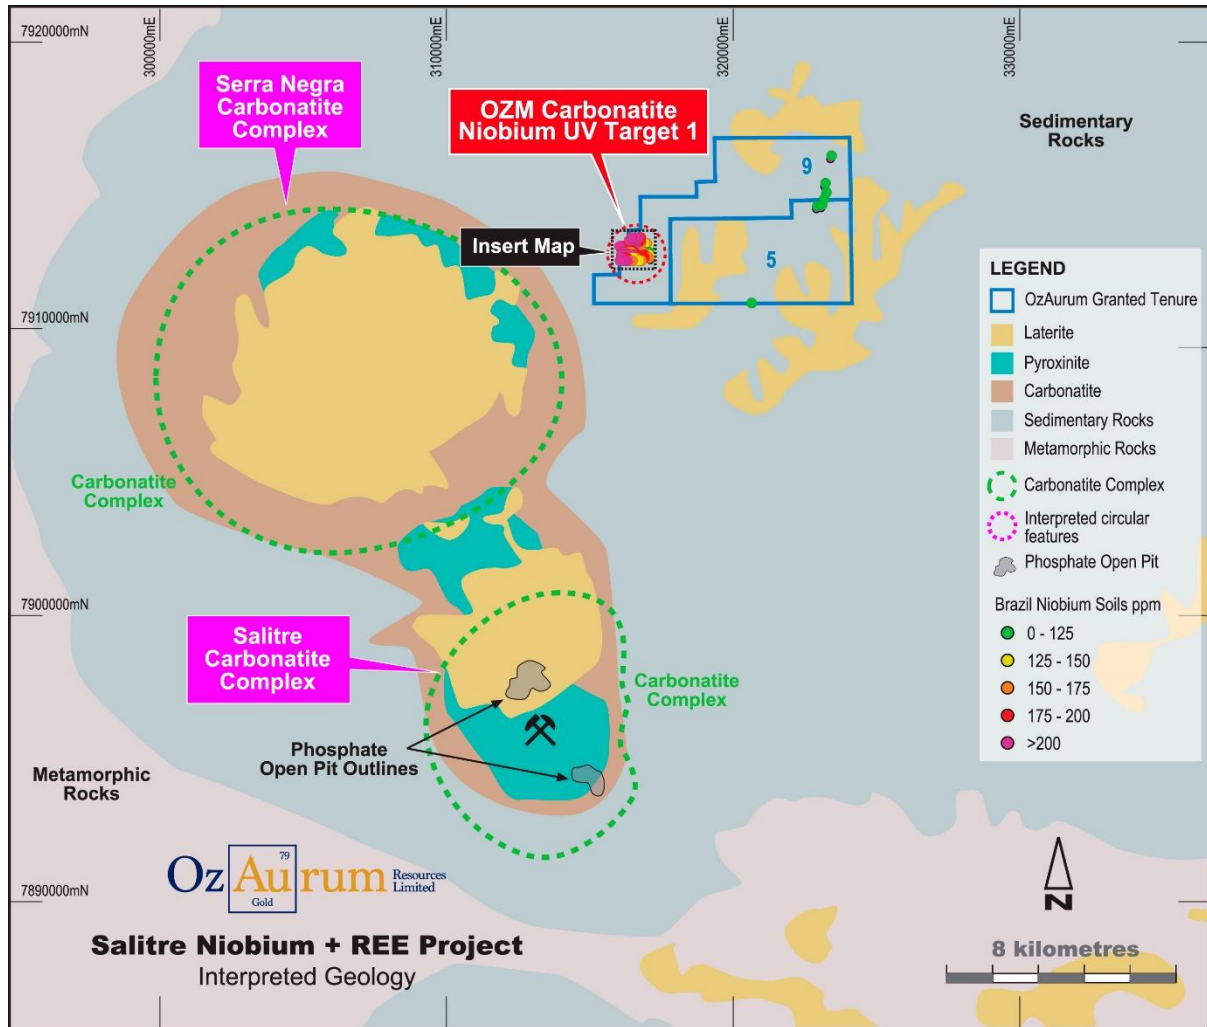 7920000mN
300000mE
310000mE
320000mE
330000mE
Serra Negra
Carbonatite
Complex
OZM Carbonatite
Niobium UV Target 1
Sedimentary
Rocks
9
Insert Map
5
7910000mN
LEGEND
OzAurum Granted Tenure
Laterite
Pyroxinite
Carbonatite
Sedimentary Rocks
Metamorphic Rocks
Carbonatite Complex
Interpreted circular
features
Phosphate Open Pit
Brazil Niobium Soils ppm
0 - 125
125 - 150
150 - 175
175 - 200
>200
Carbonatite
Complex
7900000mN
Salitre
Carbonatite
Complex
Carbonatite
Complex
Phosphate
Open Pit Outlines
Metamorphic
Rocks
7890000mN
79
OzAurum Resources
Limited
Gold
Salitre Niobium + REE Project
Interpreted Geology
N
8 kilometres